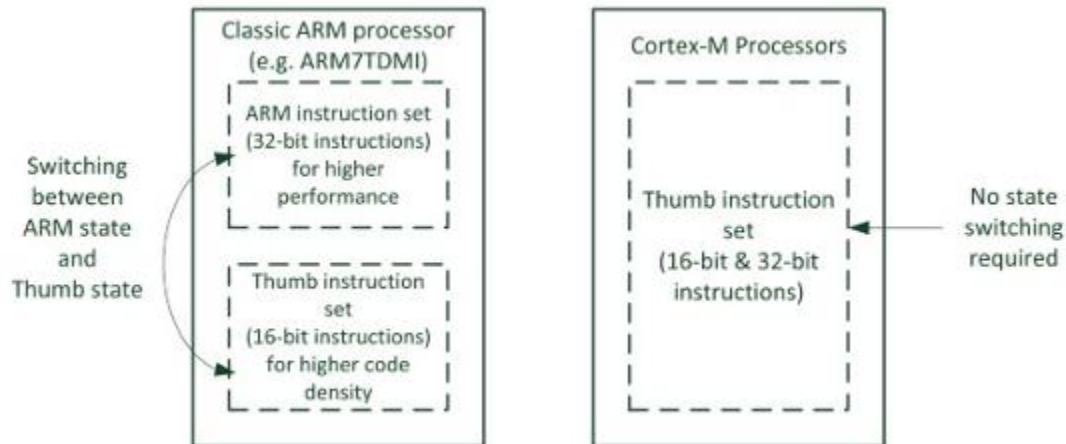 Classic ARM processor
(e.g. ARM7TDMI)
ARM instruction set
(32-bit instructions)
for higher
performance
Thumb instruction
set
(16-bit instructions)
for higher code
density
Switching
between
ARM state
and
Thumb state
Cortex-M Processors
Thumb instruction
set
(16-bit & 32-bit
instructions)
No state
switching
required